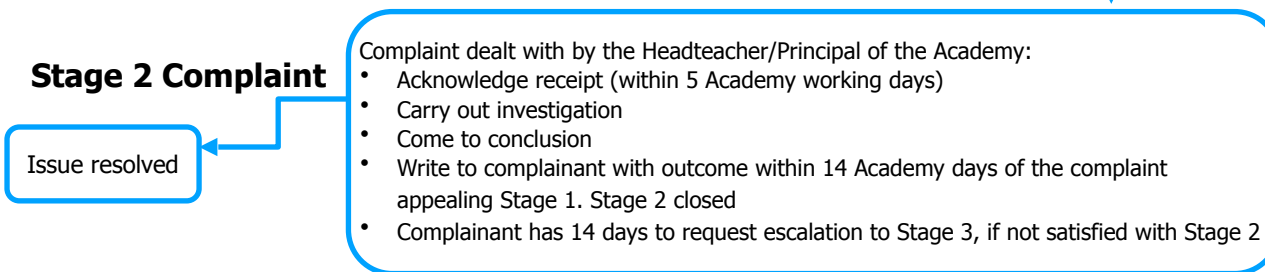 Stage 2 Complaint
Issue resolved
Complaint dealt with by the Headteacher/Principal of the Academy:
• Acknowledge receipt (within 5 Academy working days)
• Carry out investigation
• Come to conclusion
• Write to complainant with outcome within 14 Academy days of the complaint
appealing Stage 1. Stage 2 closed
• Complainant has 14 days to request escalation to Stage 3, if not satisfied with Stage 2